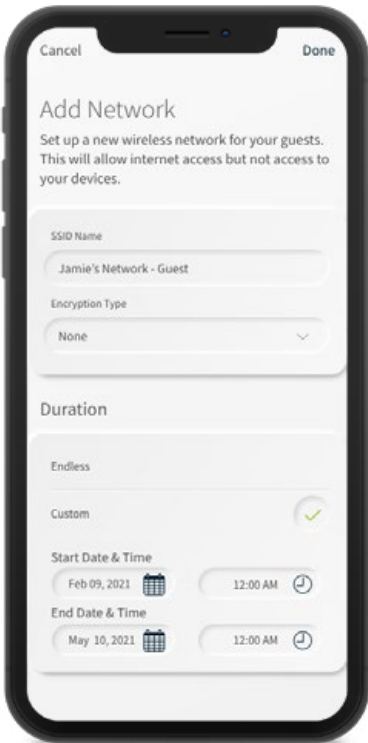 Cancel Done
Add Network
Set up a new wireless network for your guests.
This will allow internet access but not access to
your devices.
SSID Name
Jamie's Network - Guest
Encryption Type
None
Duration
Endless
Custom
Start Date & Time
Feb 09, 2021 12:00 AM
End Date & Time
May 10, 2021 12:00 AM